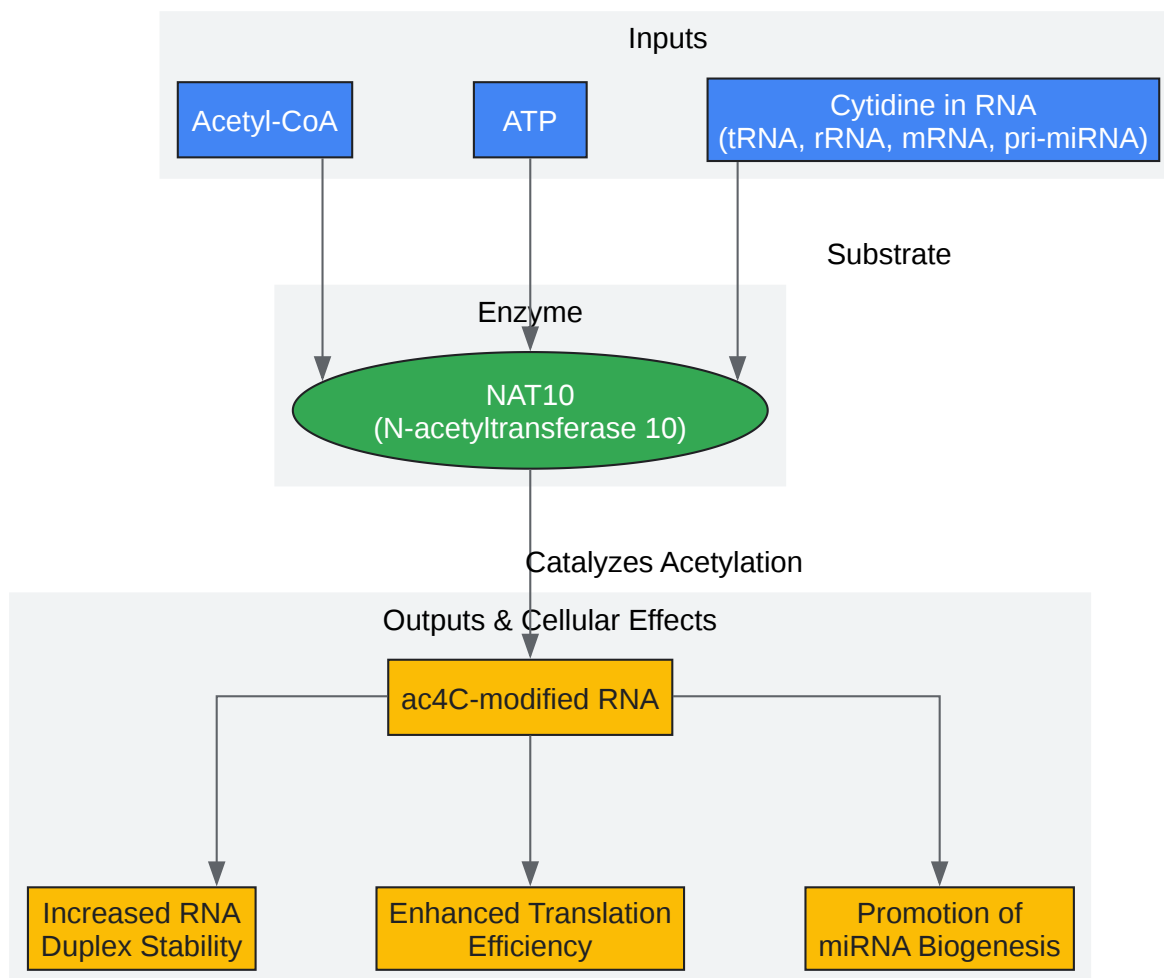 Inputs
Acetyl-CoA
ATP
Cytidine in RNA
(tRNA, rRNA, mRNA, pri-miRNA)
Substrate
Enzyme
NAT10
(N-acetyltransferase 10)
Catalyzes Acetylation
Outputs & Cellular Effects
ac4C-modified RNA
Increased RNA
Duplex Stability
Enhanced Translation
Efficiency
Promotion of
miRNA Biogenesis